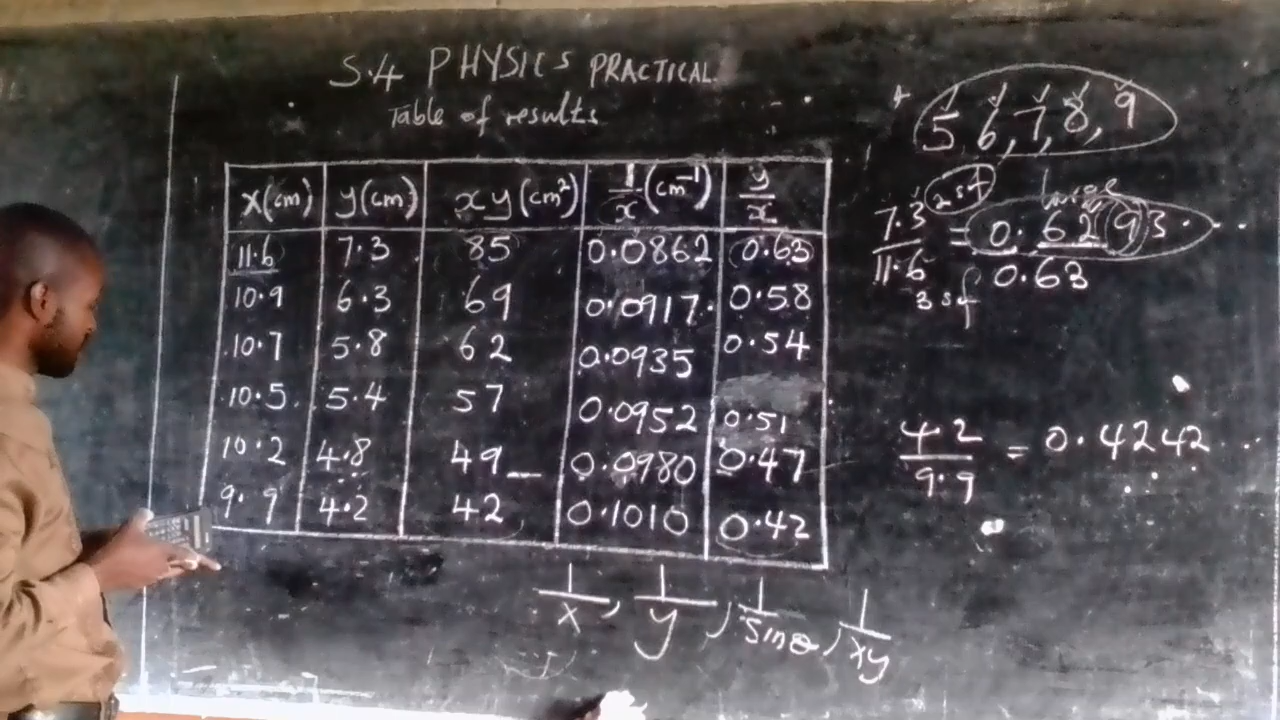 S.4 PHYSICS PRACTICAL.
Table of results
x(cm) y(cm) xy(cm²) 1/x(cm⁻¹) y/x
11.6 7.3 85 0.0862 0.63
10.9 6.3 69 0.0917 0.58
10.7 5.8 62 0.0935 0.54
10.5 5.4 57 0.0952 0.51
10.2 4.8 49 0.0980 0.47
9.9 4.2 42 0.1010 0.42
1/x, 1/y, 1/sinθ, 1/xy
5 6, 7, 8, 9
2sf
7.3/11.6 = 0.6293...
3sf
0.63
4.2/9.9 = 0.4242...